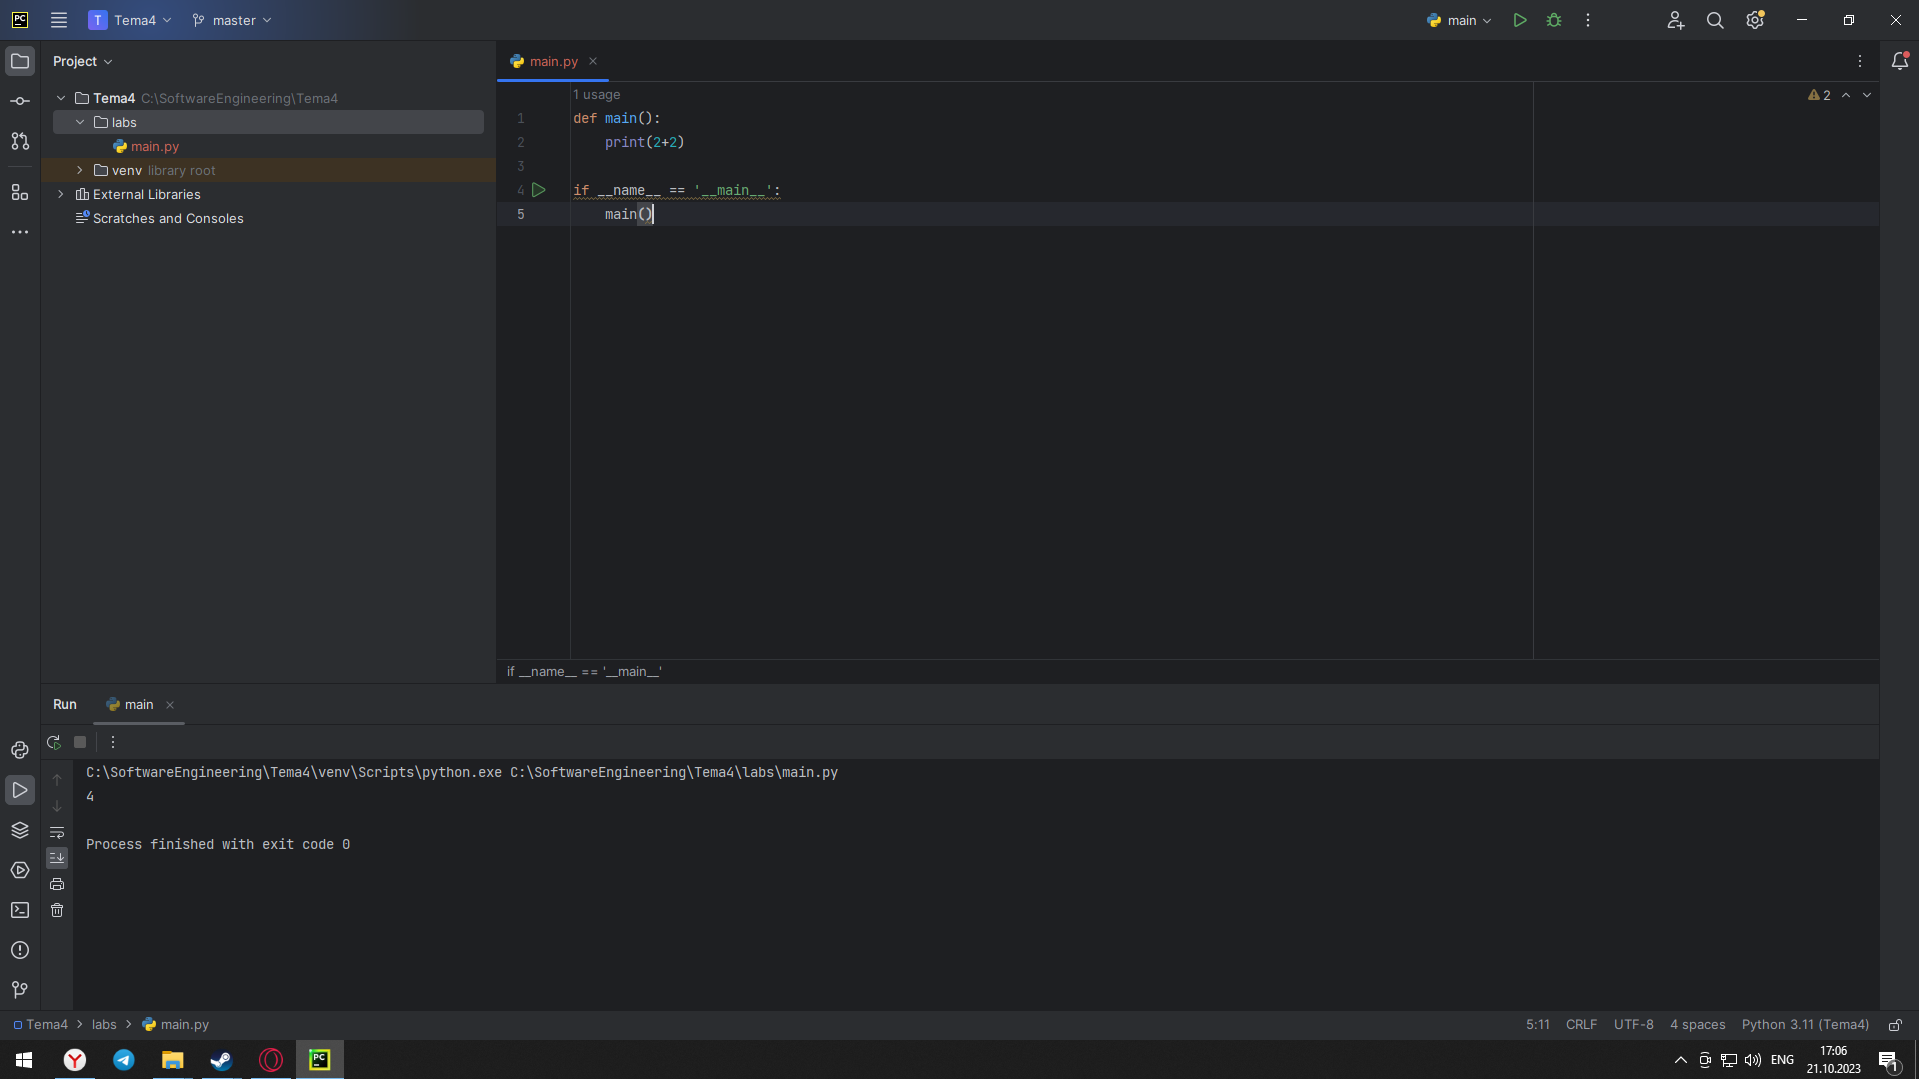 PC T Tema4 master main
Project main.py
Tema4 C:\SoftwareEngineering\Tema4
labs
main.py
venv library root
External Libraries
Scratches and Consoles
1 usage
2
1 def main():
2 print(2+2)
3
4 if __name__ == '__main__':
5 main()
if __name__ == '__main__'
Run main
C:\SoftwareEngineering\Tema4\venv\Scripts\python.exe C:\SoftwareEngineering\Tema4\labs\main.py
4
Process finished with exit code 0
Tema4 labs main.py 5:11 CRLF UTF-8 4 spaces Python 3.11 (Tema4)
Y PC ENG 17:06
21.10.2023 1